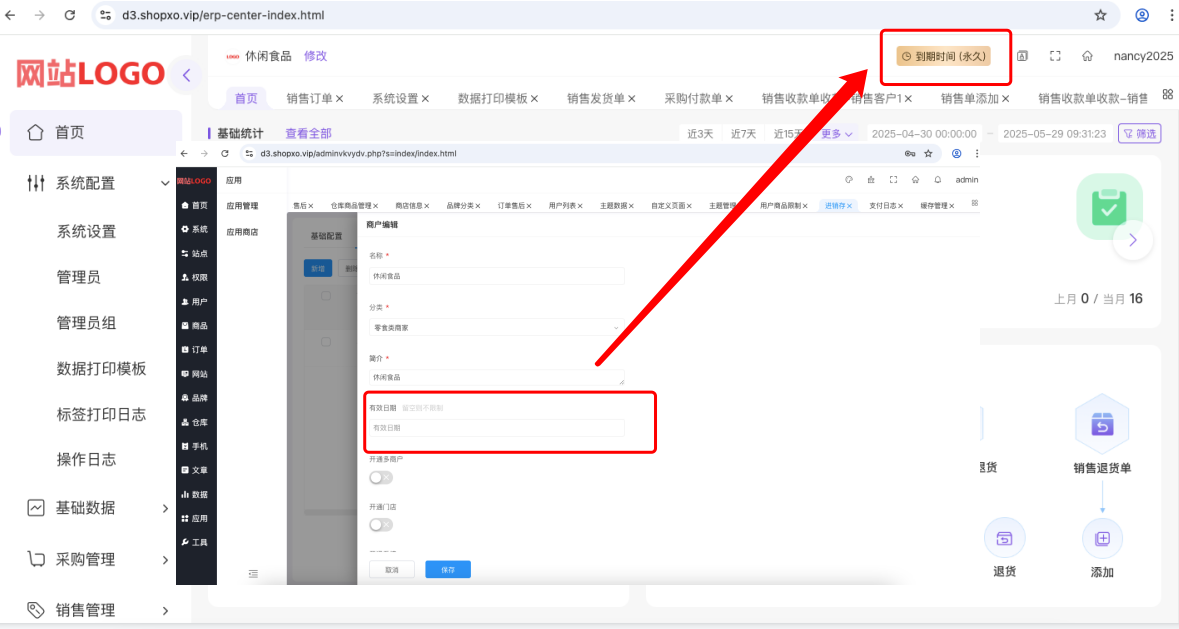 d3.shopxo.vip/erp-center-index.html
网站LOGO
LOGO 休闲食品 修改
到期时间 (永久)
nancy2025
首页 销售订单 系统设置 数据打印模板 销售发货单 采购付款单 销售收款单收 销售客户1 销售单添加 销售收款单收款-销售
首页
系统配置
系统设置
管理员
管理员组
数据打印模板
标签打印日志
操作日志
基础数据
采购管理
销售管理
基础统计 查看全部
近3天 近7天 近15天 更多 2025-04-30 00:00:00 - 2025-05-29 09:31:23 筛选
d3.shopxo.vip/adminvkvydv.php?s=index/index.html
网站LOGO
应用
admin
首页
系统
站点
权限
用户
商品
订单
网站
品牌
仓库
手机
文章
数据
应用
工具
应用管理
应用商店
售后 仓库商品管理 商店信息 品牌分类 订单售后 用户列表 主题数据 自定义页面 主题管理 用户商品限制 进销存 支付日志 缓存管理
基础配置
新增 删除
商户编辑
名称 *
休闲食品
分类 *
零食类商家
简介 *
休闲食品
有效日期 留空则不限制
有效日期
开通多商户
开通门店
取消 保存
上月 0 / 当月 16
退货
销售退货单
退货
添加